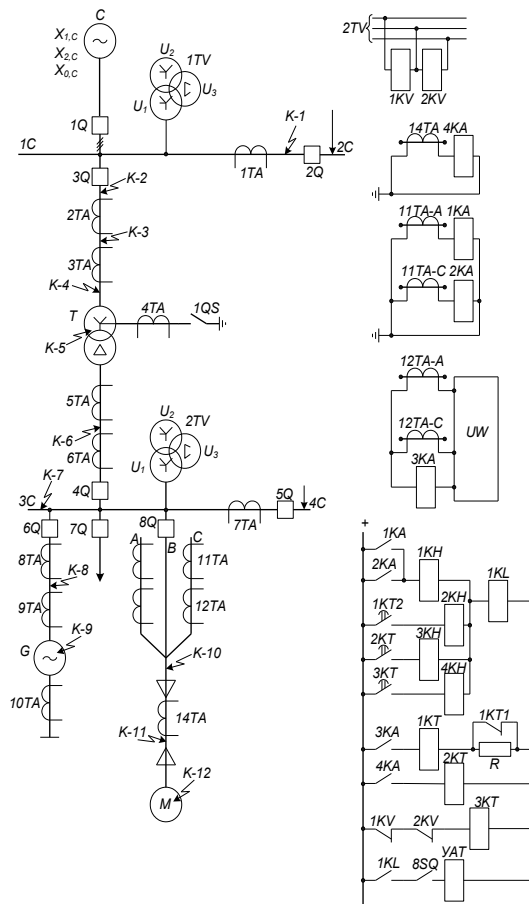 C
X1,C
X2,C
X0,C
U2
1TV
U3
U1
1Q
K-1
1C
2C
1TA
2Q
3Q
K-2
2TA
K-3
3TA
K-4
T
4TA
1QS
K-5
5TA
K-6
6TA
U2
2TV
U3
U1
K-7
4Q
5Q
3C
4C
7TA
6Q
7Q
8Q
A
B
C
8TA
K-8
9TA
11TA
12TA
K-9
G
10TA
K-10
14TA
K-11
K-12
M
2TV
1KV
2KV
14TA
4KA
11TA-A
1KA
11TA-C
2KA
12TA-A
12TA-C
UW
3KA
+
1KA
1KH
2KA
1KL
1KT2
2KH
2KT
3KH
3KT
4KH
3KA
1KT
1KT1
R
4KA
2KT
3KT
1KV
2KV
1KL
8SQ
УАТ